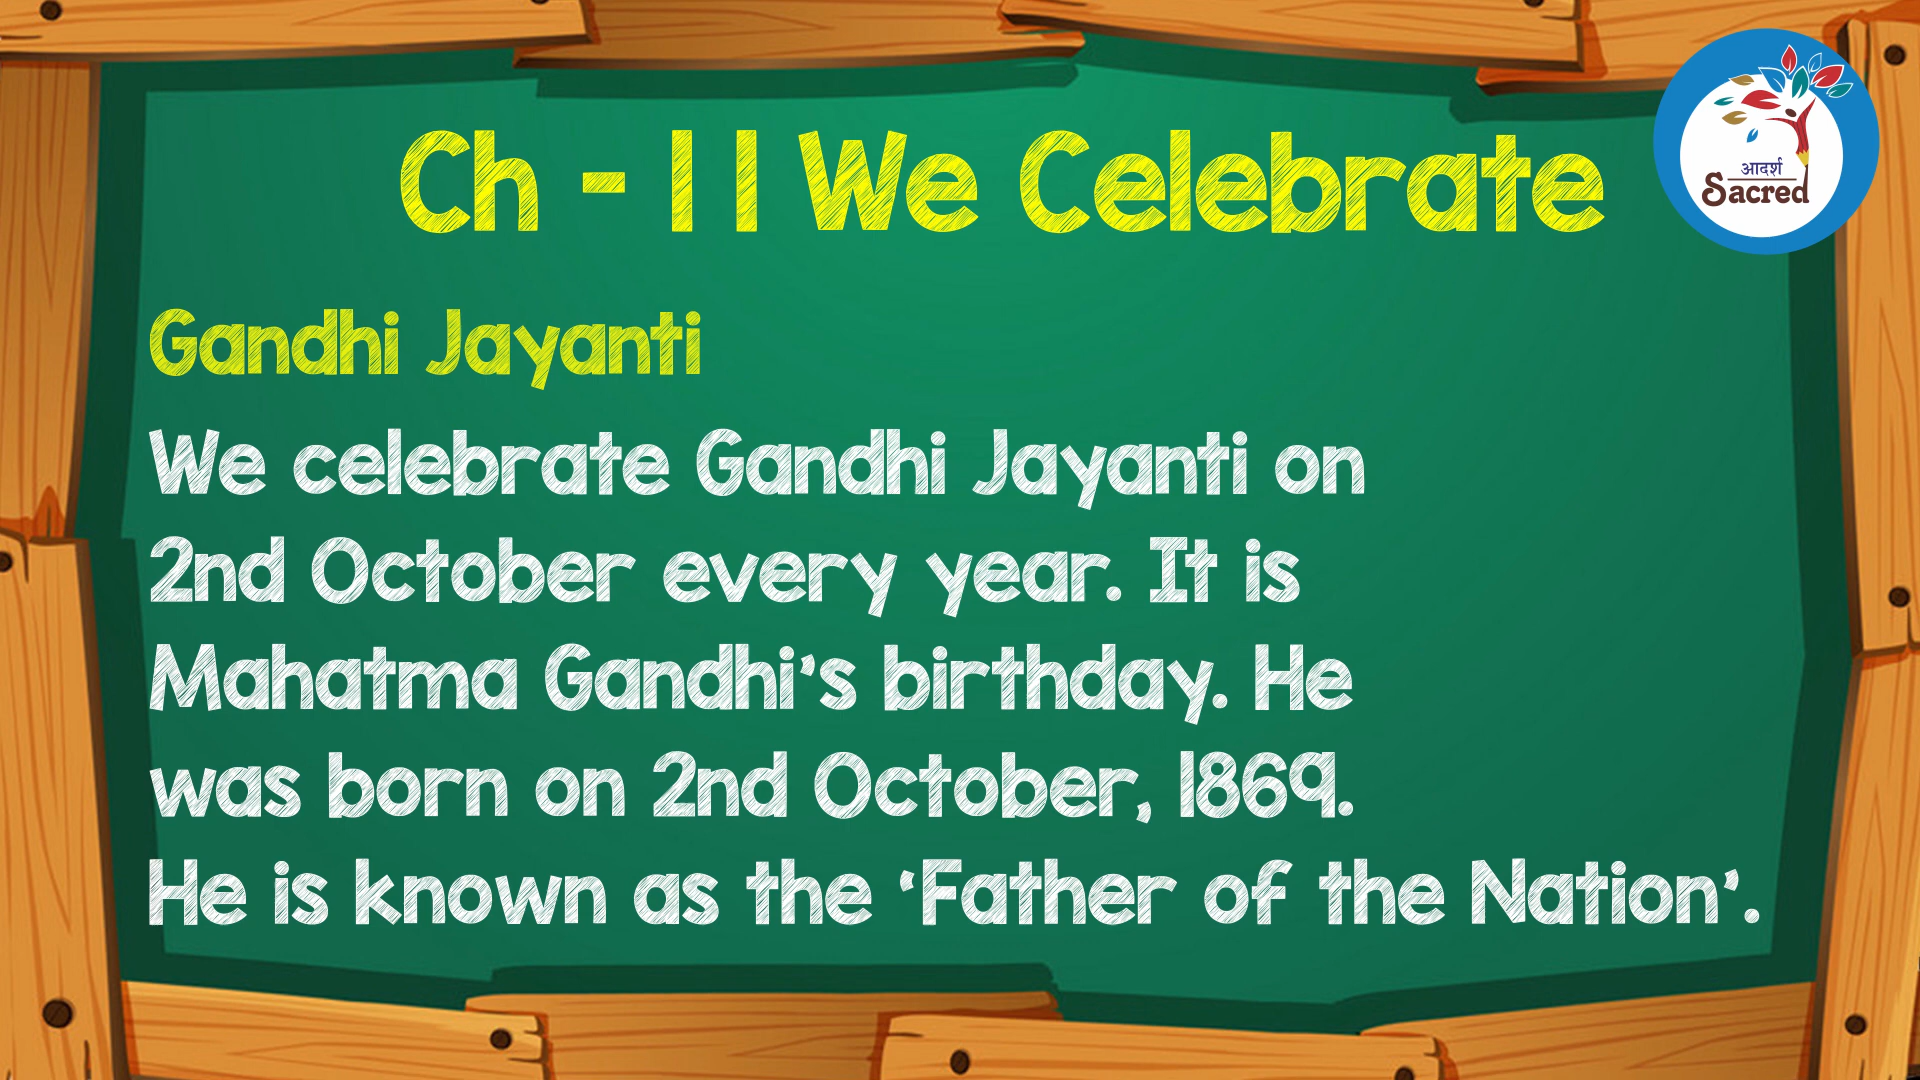 Ch - 11 We Celebrate
आदर्श
Sacred
Gandhi Jayanti
We celebrate Gandhi Jayanti on
2nd October every year. It is
Mahatma Gandhi's birthday. He
was born on 2nd October, 1869.
He is known as the ‘Father of the Nation’.